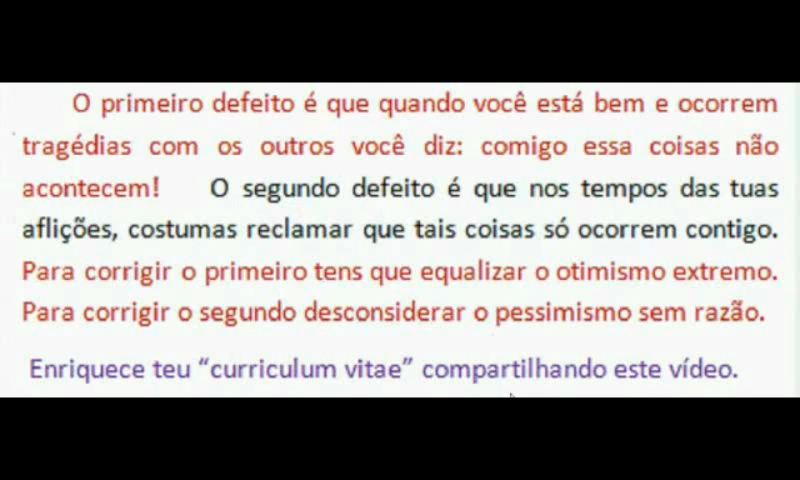 O primeiro defeito é que quando você está bem e ocorrem
tragédias com os outros você diz: comigo essa coisas não
acontecem! O segundo defeito é que nos tempos das tuas
aflições, costumas reclamar que tais coisas só ocorrem contigo.
Para corrigir o primeiro tens que equalizar o otimismo extremo.
Para corrigir o segundo desconsiderar o pessimismo sem razão.
Enriquece teu “curriculum vitae” compartilhando este vídeo.